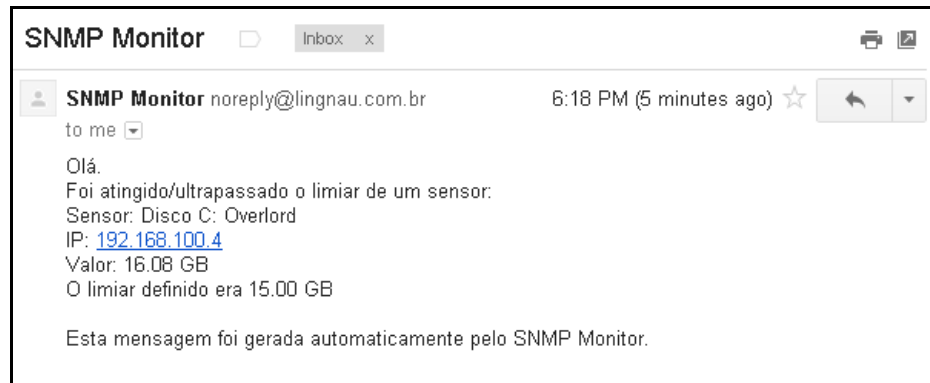 SNMP Monitor Inbox x
SNMP Monitor noreply@lingnau.com.br 6:18 PM (5 minutes ago)
to me
Olá.
Foi atingido/ultrapassado o limiar de um sensor:
Sensor: Disco C: Overlord
IP: 192.168.100.4
Valor: 16.08 GB
O limiar definido era 15.00 GB
Esta mensagem foi gerada automaticamente pelo SNMP Monitor.